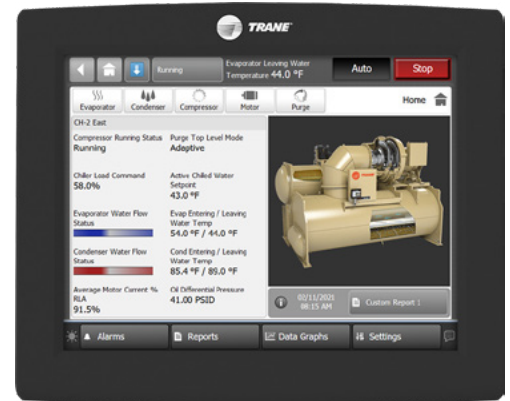 TRANE
Running
Evaporator Leaving Water
Temperature 44.0 °F
Auto
Stop
Evaporator
Condenser
Compressor
Motor
Purge
Home
CH-2 East
Compressor Running Status
Running
Purge Top Level
Mode
Adaptive
Chiller Load Command
58.0%
Active Chilled Water
Setpoint
43.0 °F
Evaporator Water Flow
Status
Evap Entering / Leaving
Water Temp
54.0 °F / 44.0 °F
Condenser Water Flow
Status
Cond Entering / Leaving
Water Temp
85.4 °F / 89.0 °F
Average Motor Current %
RLA
91.5%
Oil Differential Pressure
41.00 PSID
TRANE
02/11/2021
08:15 AM
Custom Report 1
Alarms
Reports
Data Graphs
Settings